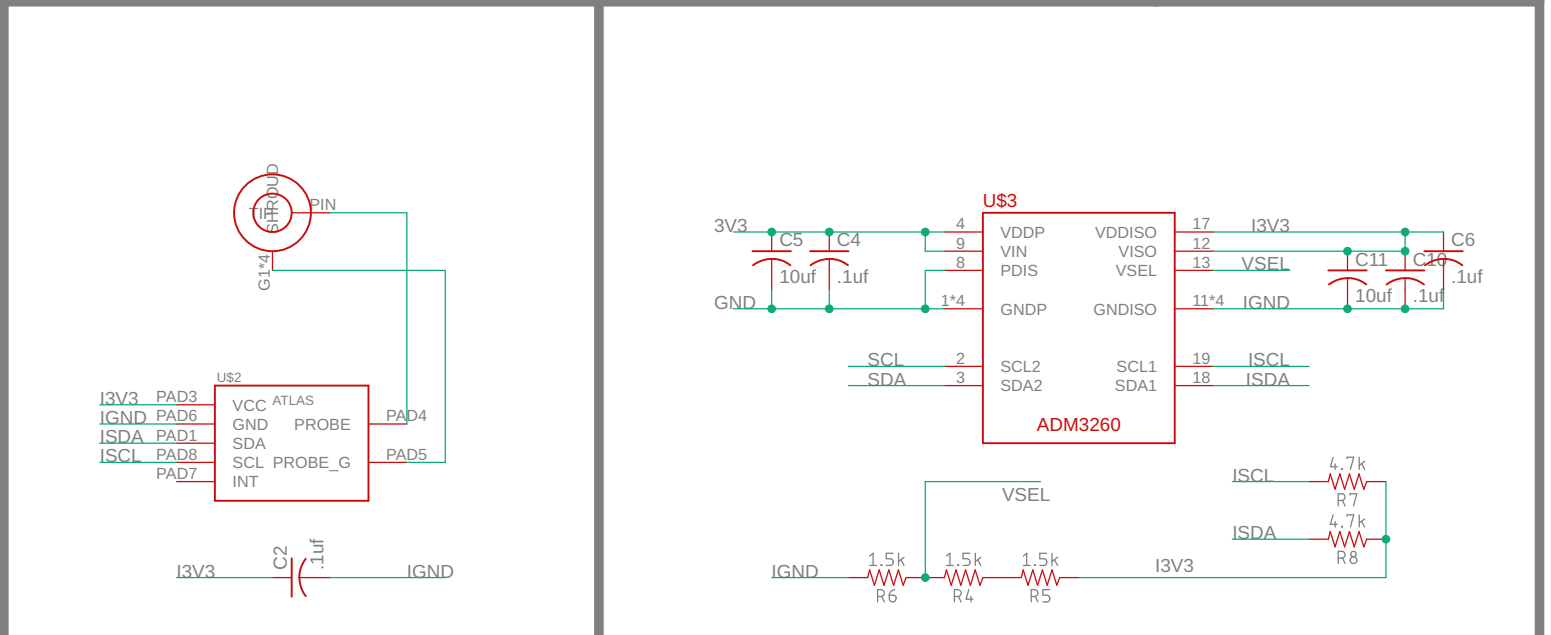 SHROUD
TIP
PIN
G1*4
U$2
ATLAS
I3V3 PAD3 VCC
IGND PAD6 GND PROBE PAD4
ISDA PAD1 SDA
ISCL PAD8 SCL PROBE_G PAD5
PAD7 INT
C2 .1uf
I3V3 IGND
U$3
3V3 4 VDDP VDDISO 17 I3V3
C5 C4 9 VIN VISO 12 C6
10uf .1uf 8 PDIS VSEL 13 VSEL C11 C10 .1uf
10uf .1uf
GND 1*4 GNDP GNDISO 11*4 IGND
SCL 2 SCL2 SCL1 19 ISCL
SDA 3 SDA2 SDA1 18 ISDA
ADM3260
VSEL
ISCL 4.7k R7
ISDA 4.7k R8
IGND 1.5k 1.5k 1.5k I3V3
R6 R4 R5